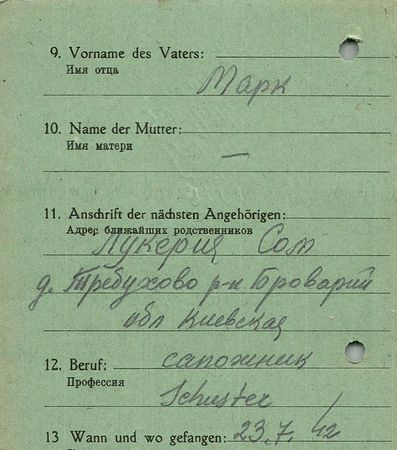 9. Vorname des Vaters:
Имя отца
Марк
10. Name der Mutter:
Имя матери
—
11. Anschrift der nächsten Angehörigen:
Адрес ближайших родственников
Лукерия Сом
д. Требухово р-н. Броварий
обл Киевская
12. Beruf: сапожник
Профессия
Schuster
13 Wann und wo gefangen: 23.7.42